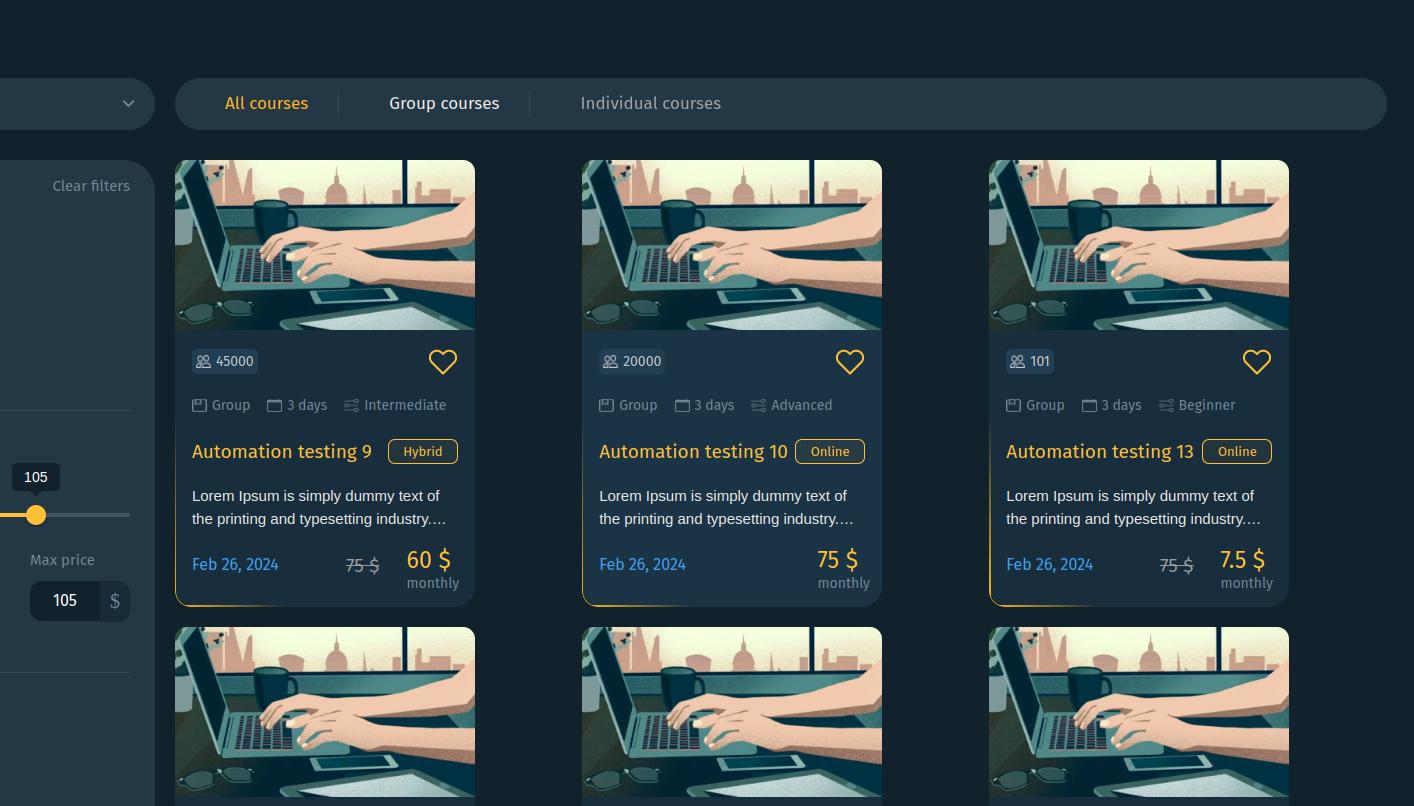 All courses
Group courses
Individual courses
Clear filters
105
Max price
105 $
45000
Group 3 days Intermediate
Automation testing 9 Hybrid
Lorem Ipsum is simply dummy text of
the printing and typesetting industry.…
Feb 26, 2024 75 $ 60 $
monthly
20000
Group 3 days Advanced
Automation testing 10 Online
Lorem Ipsum is simply dummy text of
the printing and typesetting industry.…
Feb 26, 2024 75 $
monthly
101
Group 3 days Beginner
Automation testing 13 Online
Lorem Ipsum is simply dummy text of
the printing and typesetting industry.…
Feb 26, 2024 75 $ 7.5 $
monthly